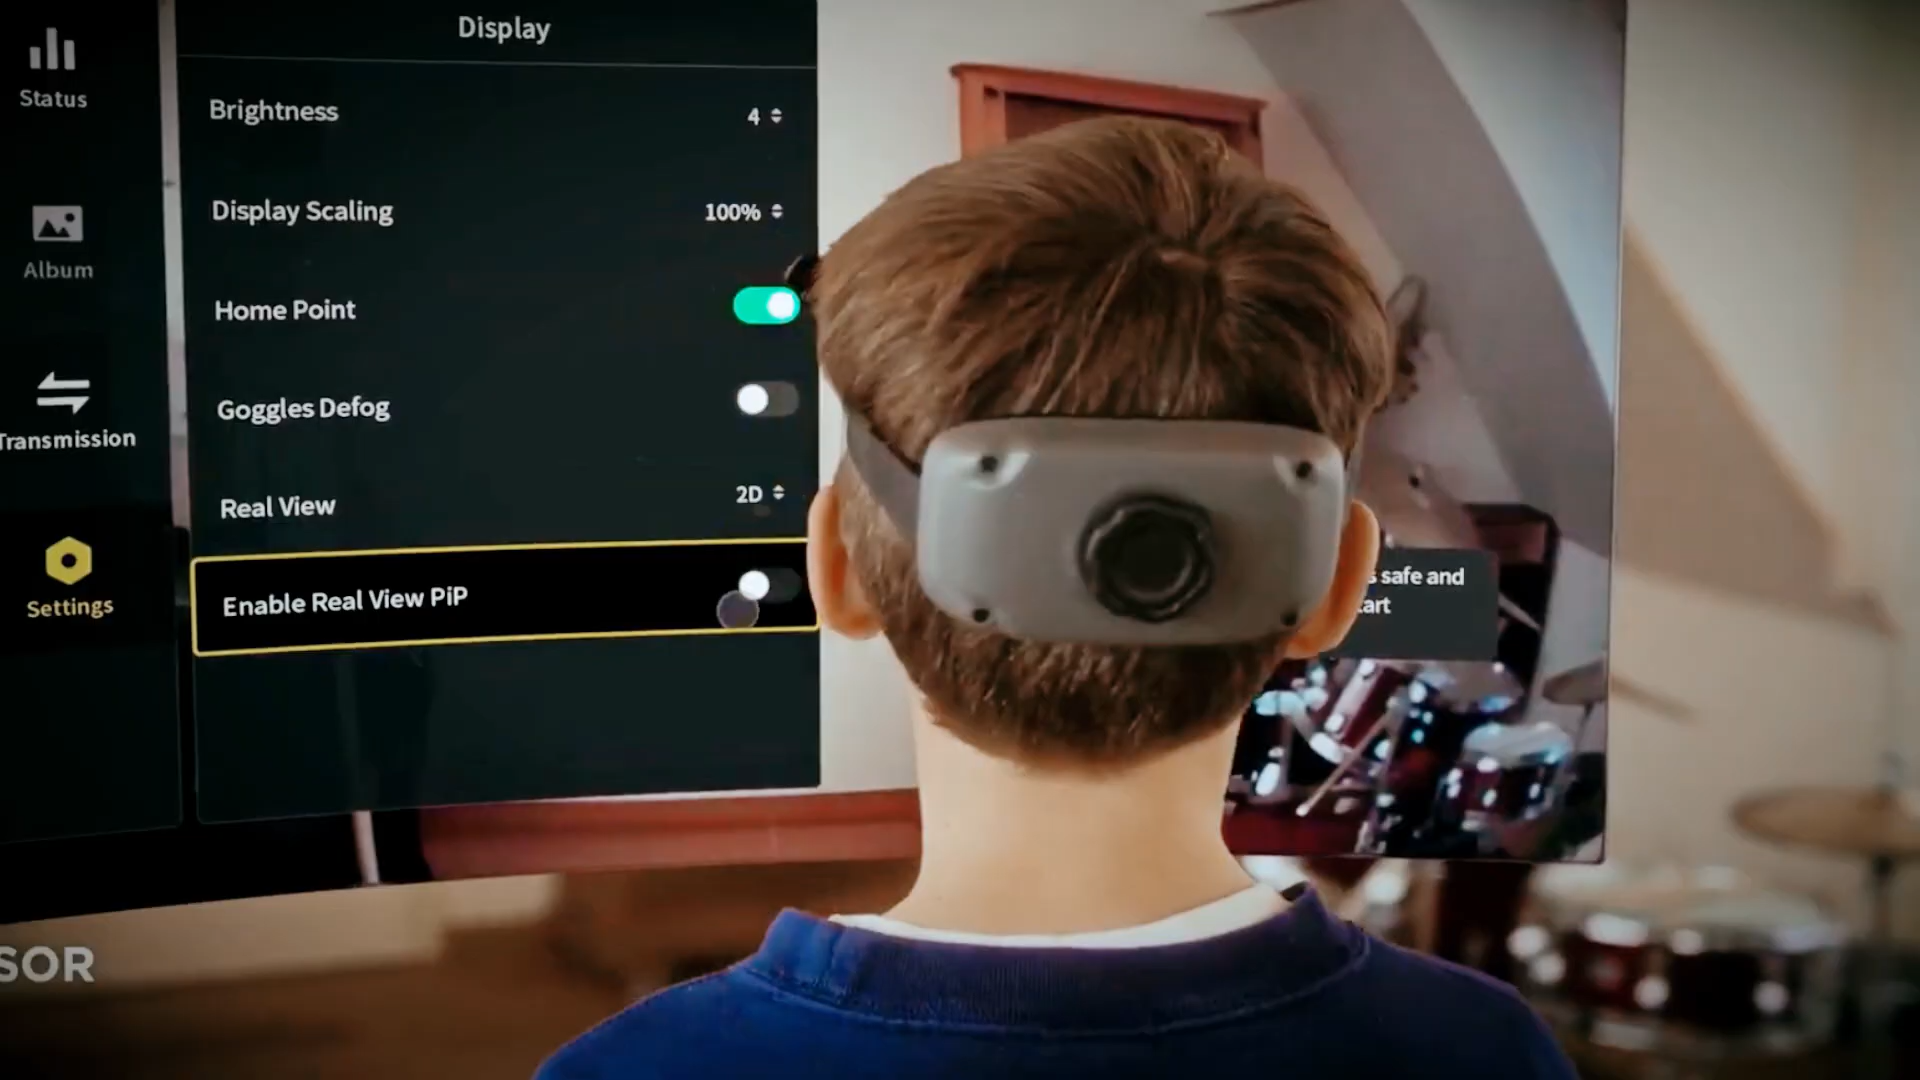 Status
Album
Transmission
Settings
Display
Brightness
4
Display Scaling
100%
Home Point
Goggles Defog
Real View
2D
Enable Real View PiP
safe and
SOR